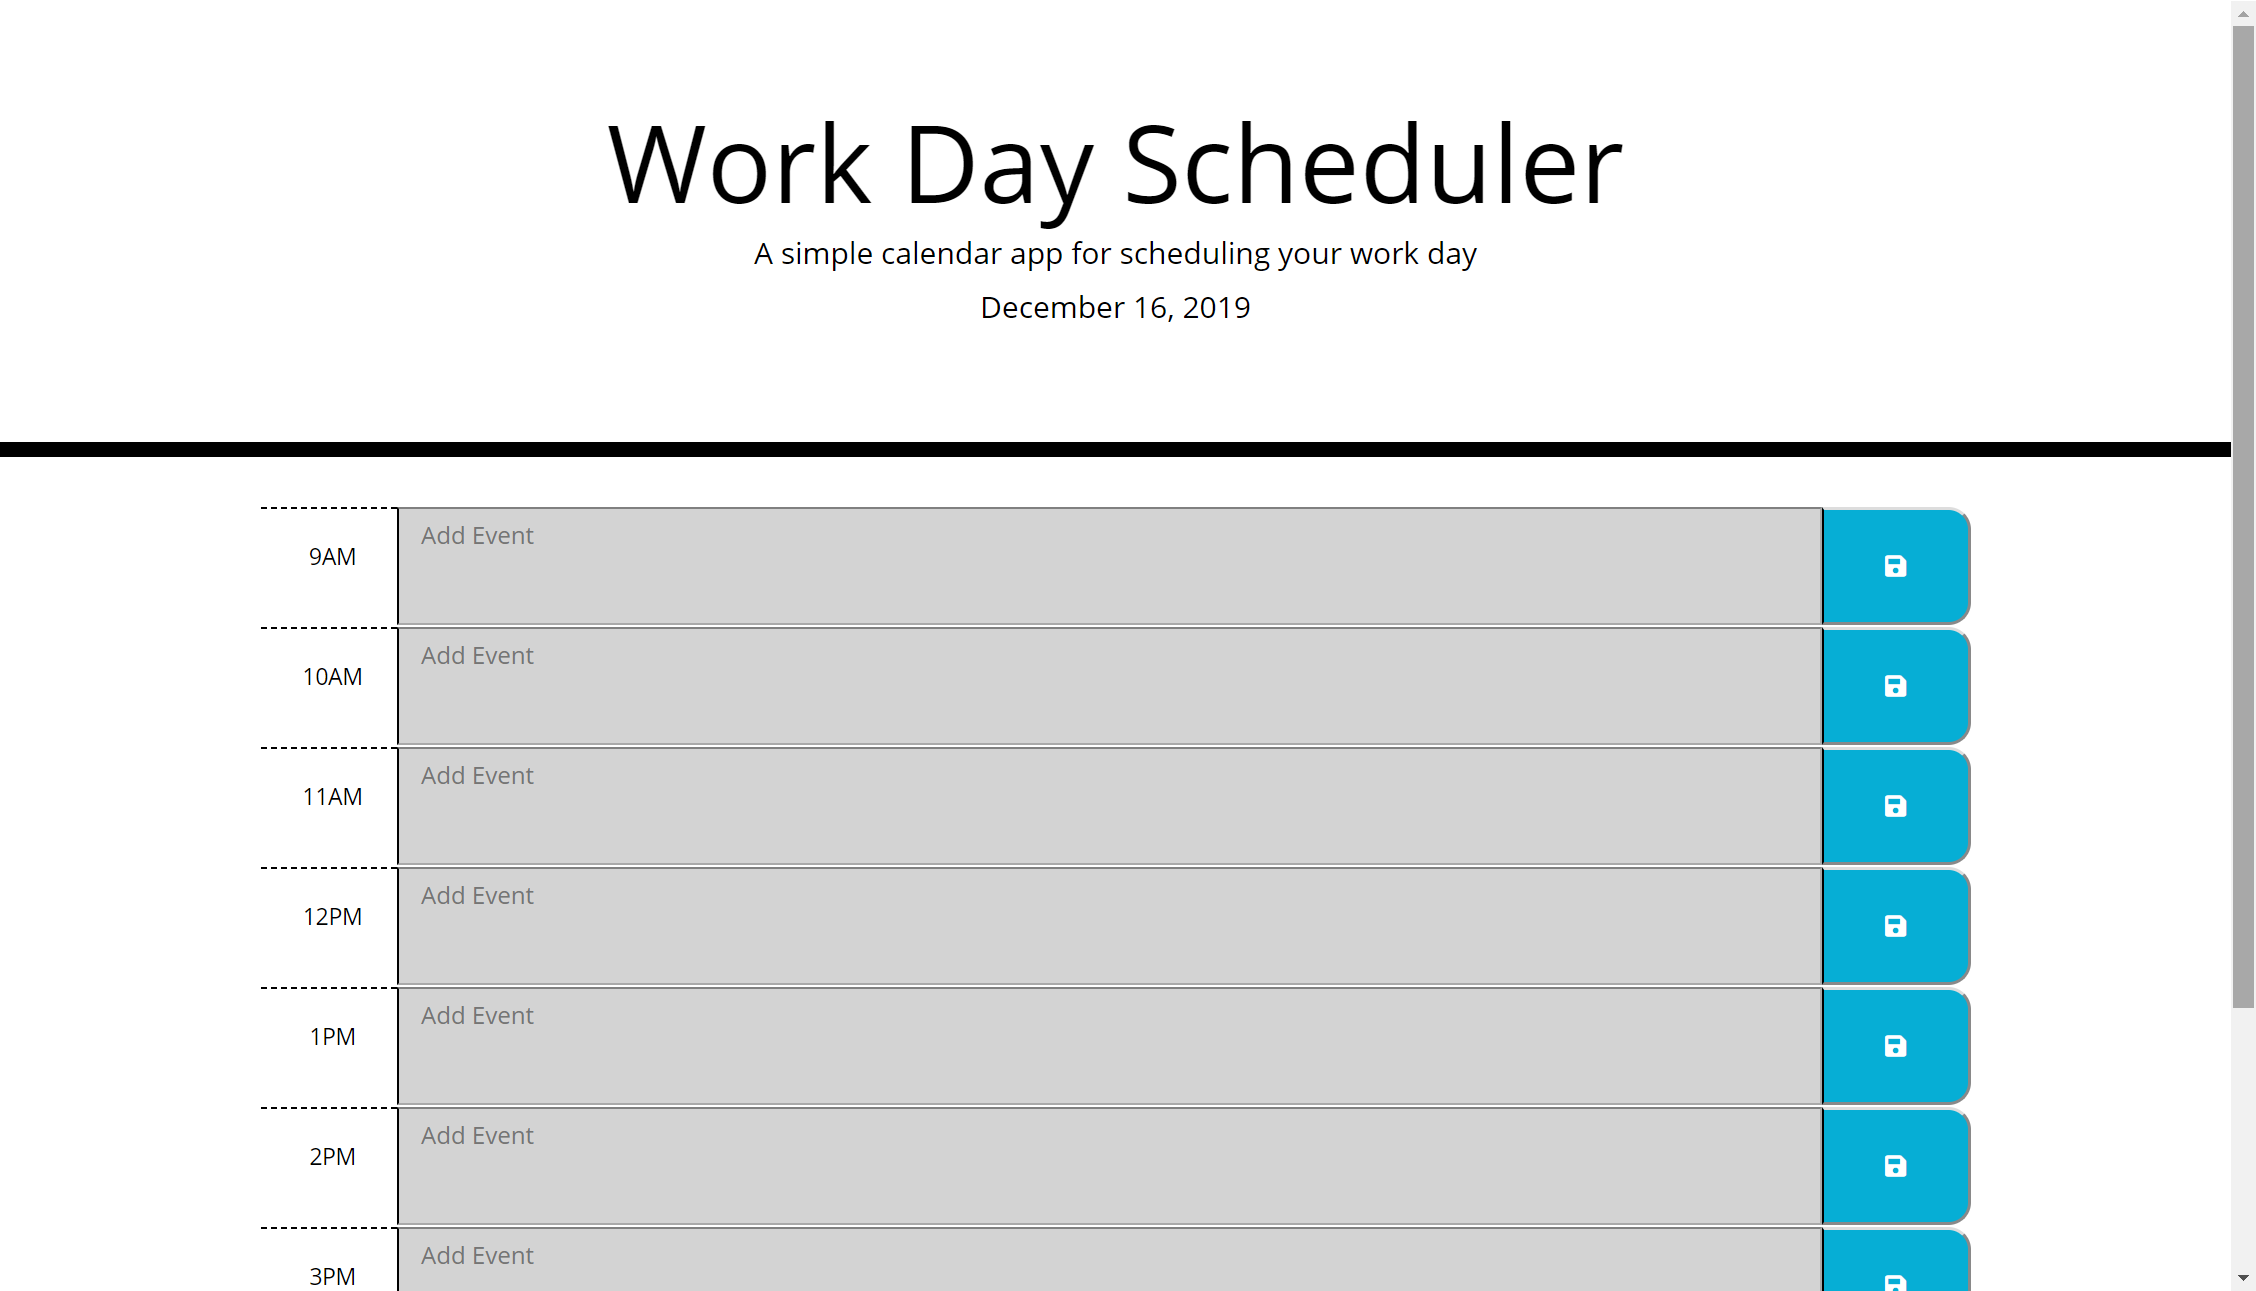 Work Day Scheduler
A simple calendar app for scheduling your work day
December 16, 2019
9AM
Add Event
10AM
Add Event
11AM
Add Event
12PM
Add Event
1PM
Add Event
2PM
Add Event
3PM
Add Event